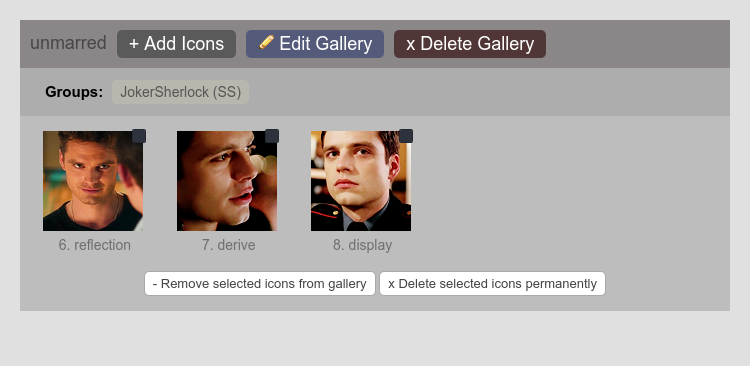 unmarred + Add Icons Edit Gallery x Delete Gallery
Groups: JokerSherlock (SS)
6. reflection 7. derive 8. display
- Remove selected icons from gallery x Delete selected icons permanently